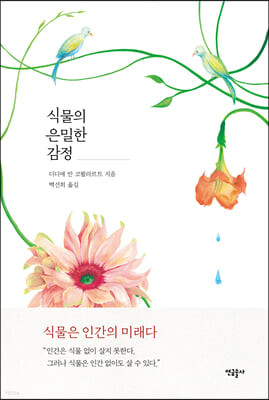 식물의
은밀한
감정
디디에 반 코뵐라르트 지음
백선희 옮김
식물은 인간의 미래다
“인간은 식물 없이 살지 못한다.
그러나 식물은 인간 없이도 살 수 있다.”
연금술사